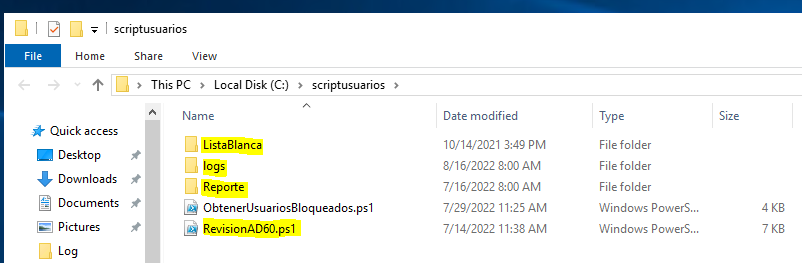 scriptusuarios
File Home Share View
This PC Local Disk (C:) scriptusuarios
Name Date modified Type Size
Quick access
Desktop
Downloads
Documents
Pictures
Log
ListaBlanca 10/14/2021 3:49 PM File folder
logs 8/16/2022 8:00 AM File folder
Reporte 7/16/2022 8:00 AM File folder
ObtenerUsuariosBloqueados.ps1 7/29/2022 11:25 AM Windows PowerS... 4 KB
RevisionAD60.ps1 7/14/2022 11:38 AM Windows PowerS... 7 KB